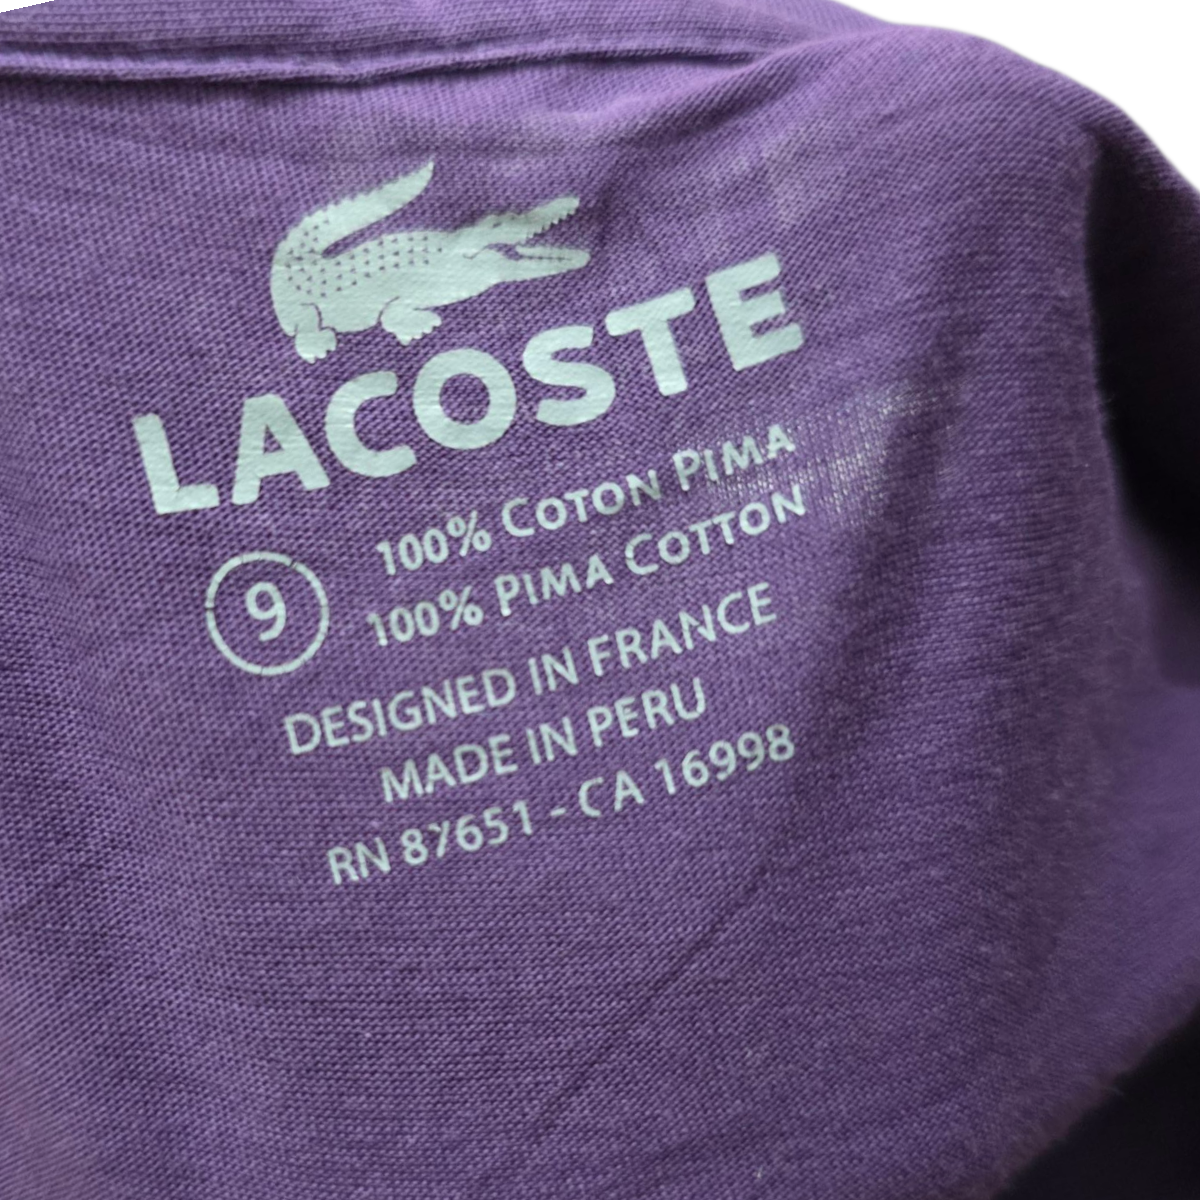 LACOSTE
100% COTON PIMA
9
100% PIMA COTTON
DESIGNED IN FRANCE
MADE IN PERU
RN 87651 - CA 16998